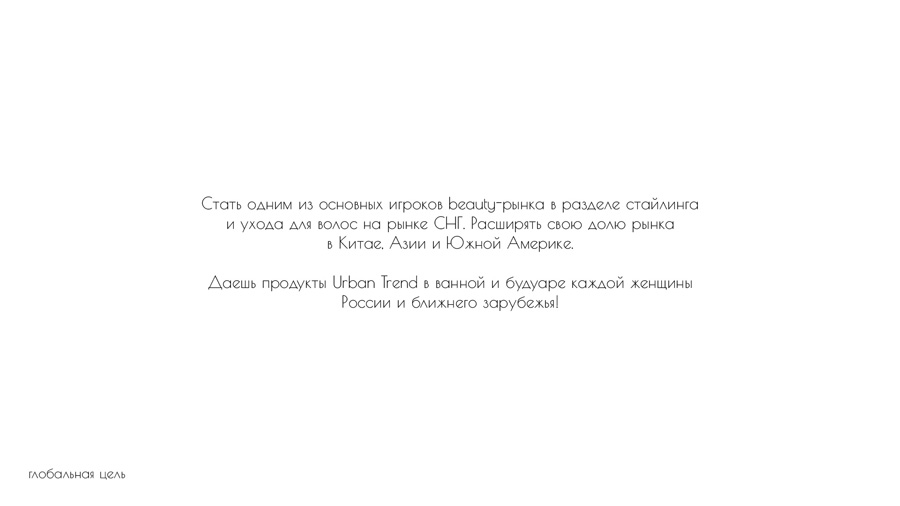 Стать одним из основных игроков beauty-рынка в разделе стайлинга
и ухода для волос на рынке СНГ. Расширять свою долю рынка
в Китае, Азии и Южной Америке.
Даешь продукты Urban Trend в ванной и будуаре каждой женщины
России и ближнего зарубежья!
глобальная цель